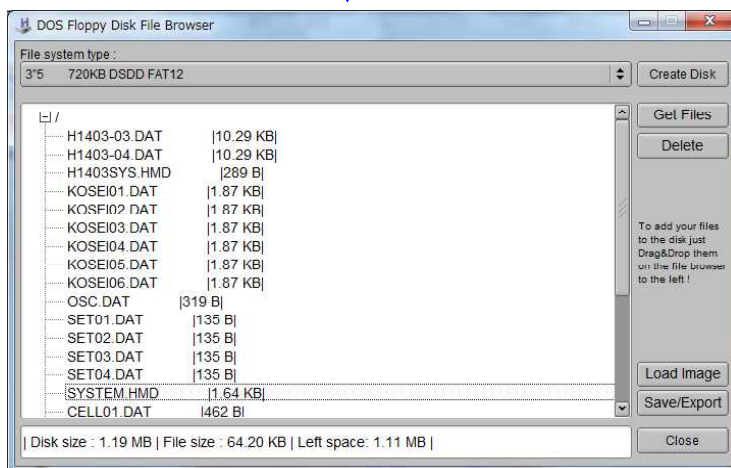 DOS Floppy Disk File Browser
File system type :
3"5 720KB DSDD FAT12
Create Disk
/
H1403-03.DAT |10.29 KB|
H1403-04.DAT |10.29 KB|
H1403SYS.HMD |289 B|
KOSEI01.DAT |1.87 KB|
KOSEI02.DAT |1.87 KB|
KOSEI03.DAT |1.87 KB|
KOSEI04.DAT |1.87 KB|
KOSEI05.DAT |1.87 KB|
KOSEI06.DAT |1.87 KB|
OSC.DAT |319 B|
SET01.DAT |135 B|
SET02.DAT |135 B|
SET03.DAT |135 B|
SET04.DAT |135 B|
SYSTEM.HMD |1.64 KB|
CELL01.DAT |462 B|
Get Files
Delete
To add your files
to the disk just
Drag&Drop them
on the file browser
to the left !
Load Image
Save/Export
| Disk size : 1.19 MB | File size : 64.20 KB | Left space: 1.11 MB |
Close